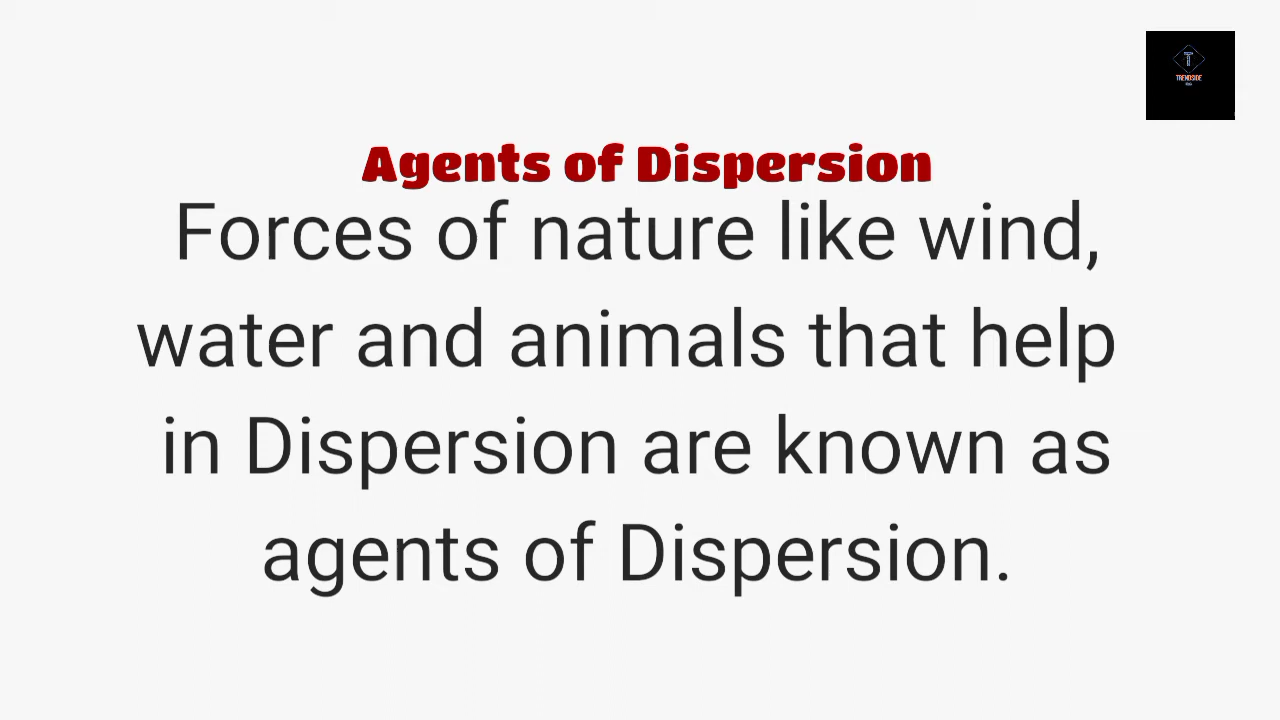 T
TRENDSIDE
Agents of Dispersion
Forces of nature like wind,
water and animals that help
in Dispersion are known as
agents of Dispersion.